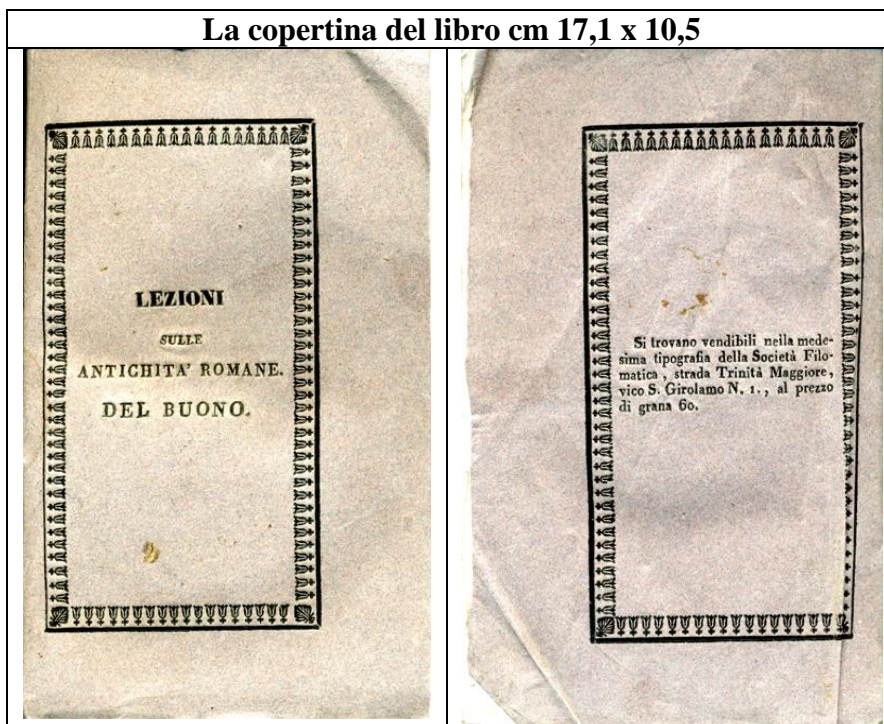 La copertina del libro cm 17,1 x 10,5
LEZIONI
SULLE
ANTICHITA' ROMANE.
DEL BUONO.
Si trovano vendibili neila mede-
sima tipografia della Società Filo-
matica, strada Trinità Maggiore,
vico S. Girolamo N. 1., al prezzo
di grana 60.